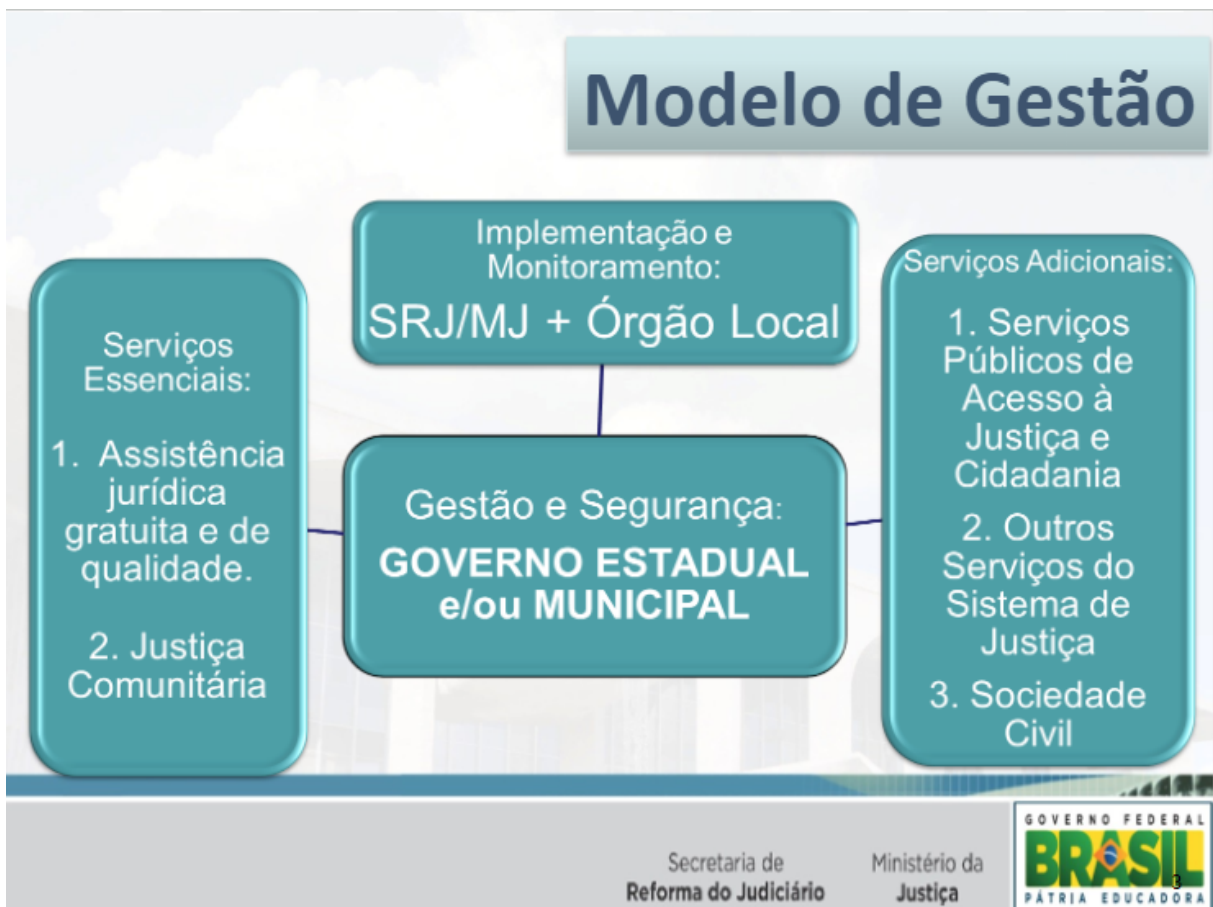 Modelo de Gestão
Implementação e
Monitoramento:
SRJ/MJ + Órgão Local
Serviços
Essenciais:
1. Assistência
jurídica
gratuita e de
qualidade.
2. Justiça
Comunitária
Gestão e Segurança:
GOVERNO ESTADUAL
e/ou MUNICIPAL
Serviços Adicionais:
1. Serviços
Públicos de
Acesso à
Justiça e
Cidadania
2. Outros
Serviços do
Sistema de
Justiça
3. Sociedade
Civil
Secretaria de
Reforma do Judiciário
Ministério da
Justiça
GOVERNO FEDERAL
BRASIL
PÁTRIA EDUCADORA
3